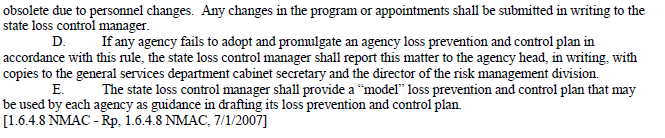 obsolete due to personnel changes.  Any changes in the program or appointments shall be submitted in writing to the
state loss control manager.
D. If any agency fails to adopt and promulgate an agency loss prevention and control plan in
accordance with this rule, the state loss control manager shall report this matter to the agency head, in writing, with
copies to the general services department cabinet secretary and the director of the risk management division.
E. The state loss control manager shall provide a “model” loss prevention and control plan that may
be used by each agency as guidance in drafting its loss prevention and control plan.
[1.6.4.8 NMAC - Rp, 1.6.4.8 NMAC, 7/1/2007]